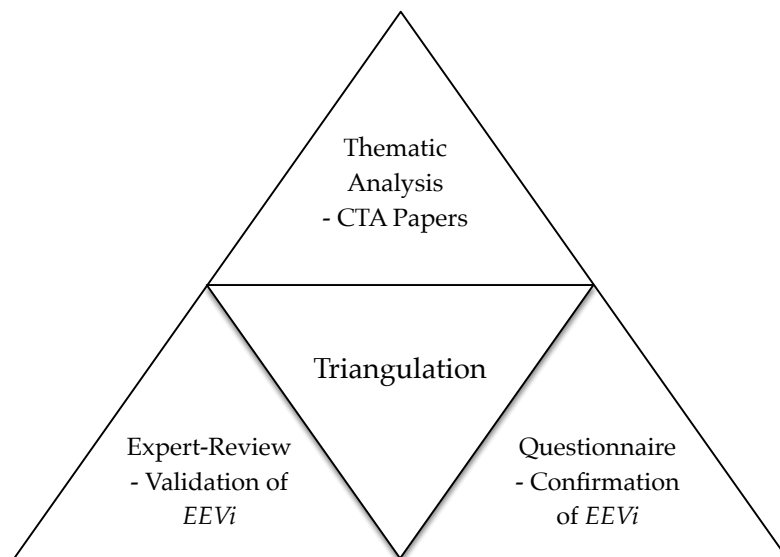 Thematic
Analysis
- CTA Papers
Triangulation
Expert-Review
- Validation of
EEVi
Questionnaire
- Confirmation
of EEVi